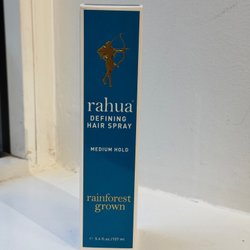 rahua
DEFINING
HAIR SPRAY
MEDIUM HOLD
rainforest
grown